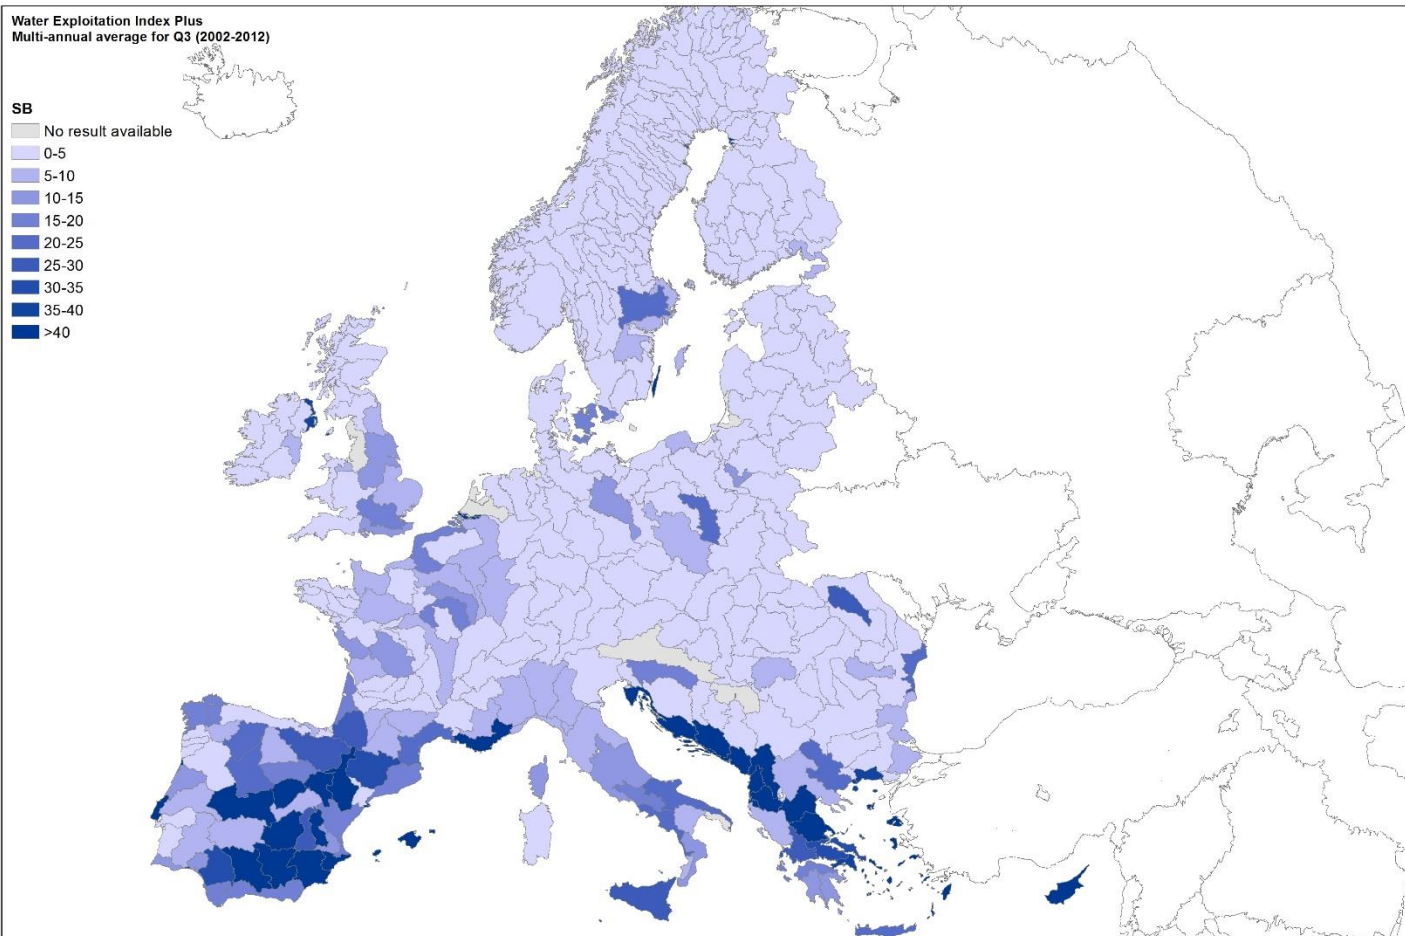 Water Exploitation Index Plus
Multi-annual average for Q3 (2002-2012)
SB
No result available
0-5
5-10
10-15
15-20
20-25
25-30
30-35
35-40
>40